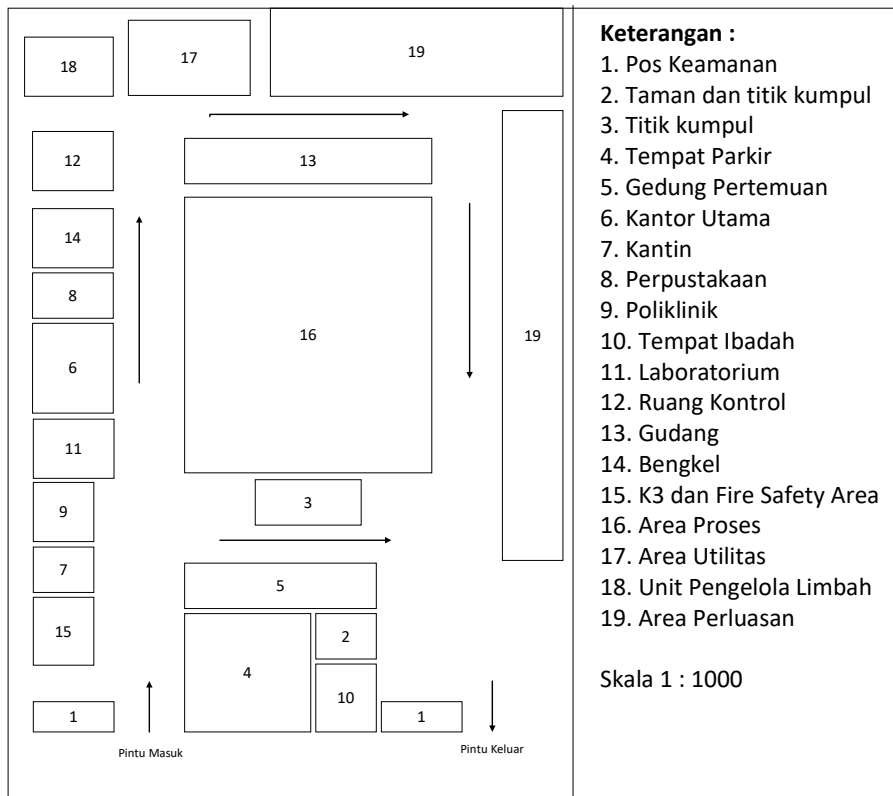 18
17
19
12
13
14
8
16
19
6
11
9
3
7
5
15
2
4
10
1
1
Pintu Masuk
Pintu Keluar
Keterangan :
1. Pos Keamanan
2. Taman dan titik kumpul
3. Titik kumpul
4. Tempat Parkir
5. Gedung Pertemuan
6. Kantor Utama
7. Kantin
8. Perpustakaan
9. Poliklinik
10. Tempat Ibadah
11. Laboratorium
12. Ruang Kontrol
13. Gudang
14. Bengkel
15. K3 dan Fire Safety Area
16. Area Proses
17. Area Utilitas
18. Unit Pengelola Limbah
19. Area Perluasan
Skala 1 : 1000